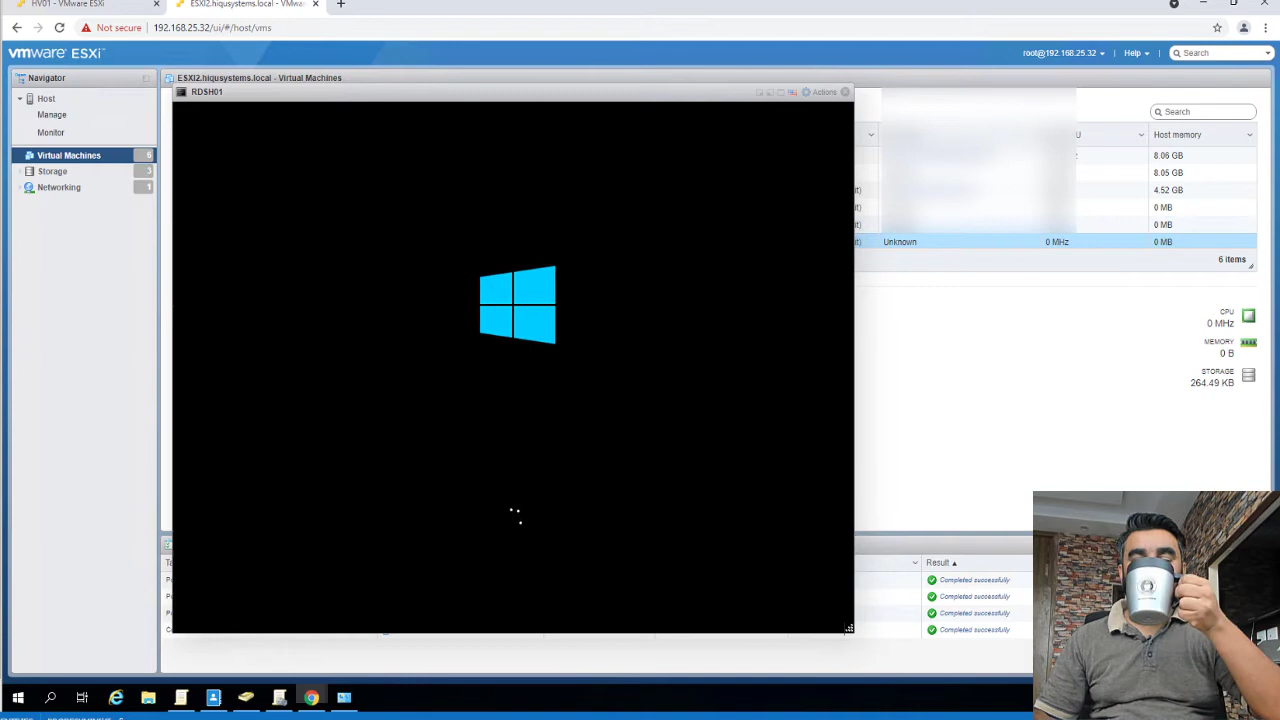 HV01 - VMware ESXi
ESXI2.hiqusystems.local - VMwa
Not secure
192.168.25.32/ui/#/host/vms
vmware ESXi
root@192.168.25.32
Help
Search
Navigator
ESXI2.hiqusystems.local - Virtual Machines
RDSH01
Actions
Host
Manage
Monitor
Virtual Machines
6
Storage
3
Networking
1
Search
U
Host memory
8.06 GB
8.05 GB
it)
4.52 GB
it)
0 MB
it)
0 MB
it)
Unknown
0 MHz
0 MB
6 items
CPU
0 MHz
MEMORY
0 B
STORAGE
264.49 KB
Result
Completed successfully
Completed successfully
Completed successfully
Completed successfully